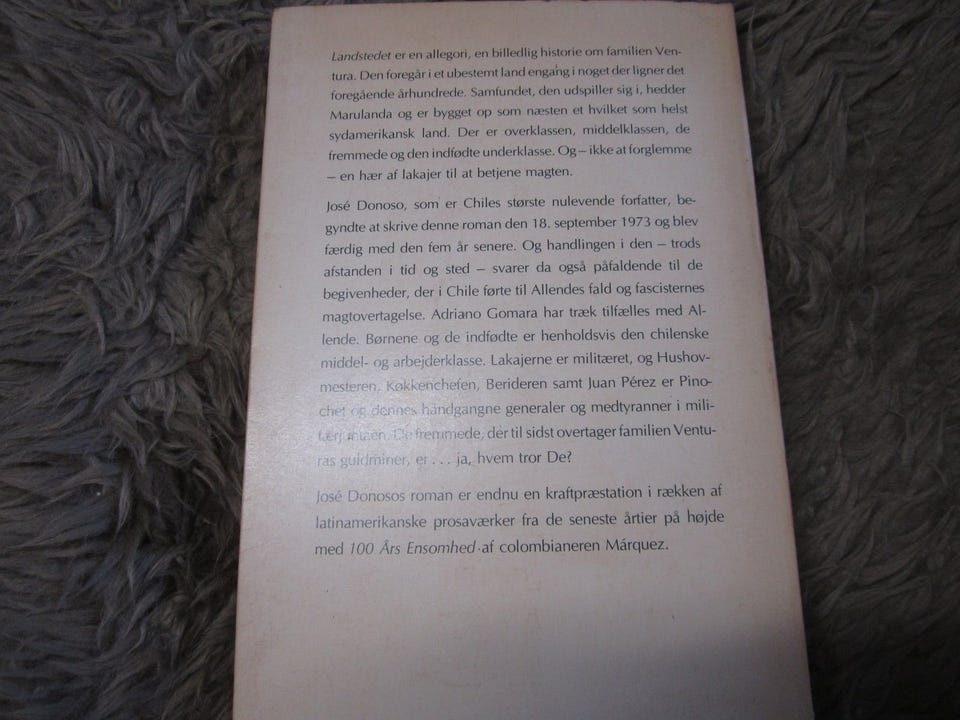 Landstedet er en allegori, en billedlig historie om familien Ven-
tura. Den foregår i et ubestemt land engang i noget der ligner det
foregående århundrede. Samfundet, den udspiller sig i, hedder
Marulanda og er bygget op som næsten et hvilket som helst
sydamerikansk land. Der er overklassen, middelklassen, de
fremmede og den indfødte underklasse. Og – ikke at forglemme
– en hær af lakajer til at betjene magten.
José Donoso, som er Chiles største nulevende forfatter, be-
gyndte at skrive denne roman den 18. september 1973 og blev
færdig med den fem år senere. Og handlingen i den – trods
afstanden i tid og sted – svarer da også påfaldende til de
begivenheder, der i Chile førte til Allendes fald og fascisternes
magtovertagelse. Adriano Gomara har træk tilfælles med Al-
lende. Børnene og de indfødte er henholdsvis den chilenske
middel- og arbejderklasse. Lakajerne er militæret, og Hushov-
mesteren, Køkkenchefen, Berideren samt Juan Pérez er Pino-
chet og dennes håndgangne generaler og medtyranner i mili-
tærjuntaen. De fremmede, der til sidst overtager familien Ventu-
ras guldminer, er . . . ja, hvem tror De?
José Donosos roman er endnu en kraftpræstation i rækken af
latinamerikanske prosaværker fra de seneste årtier på højde
med 100 Års Ensomhed af colombianeren Márquez.